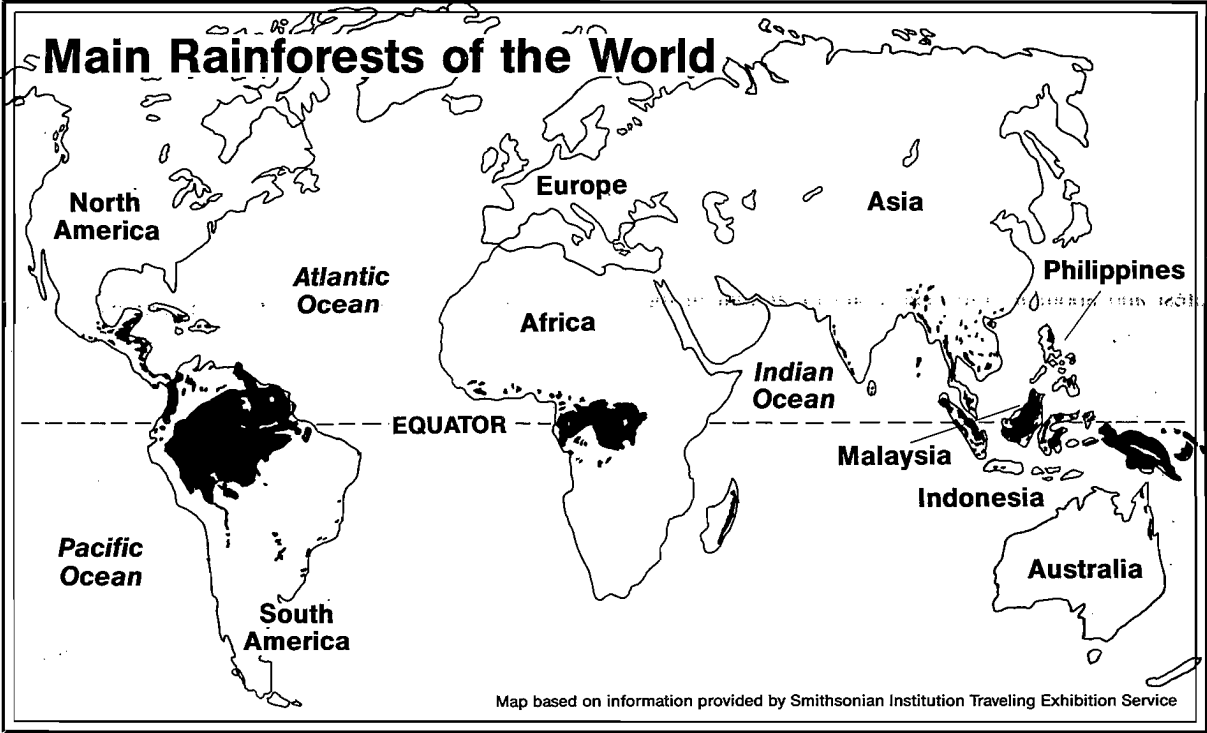 Main Rainforests of the World
North
America
Europe
Asia
Atlantic
Ocean
Philippines
Africa
Indian
Ocean
EQUATOR
Malaysia
Indonesia
Pacific
Ocean
Australia
South
America
Map based on information provided by Smithsonian Institution Traveling Exhibition Service